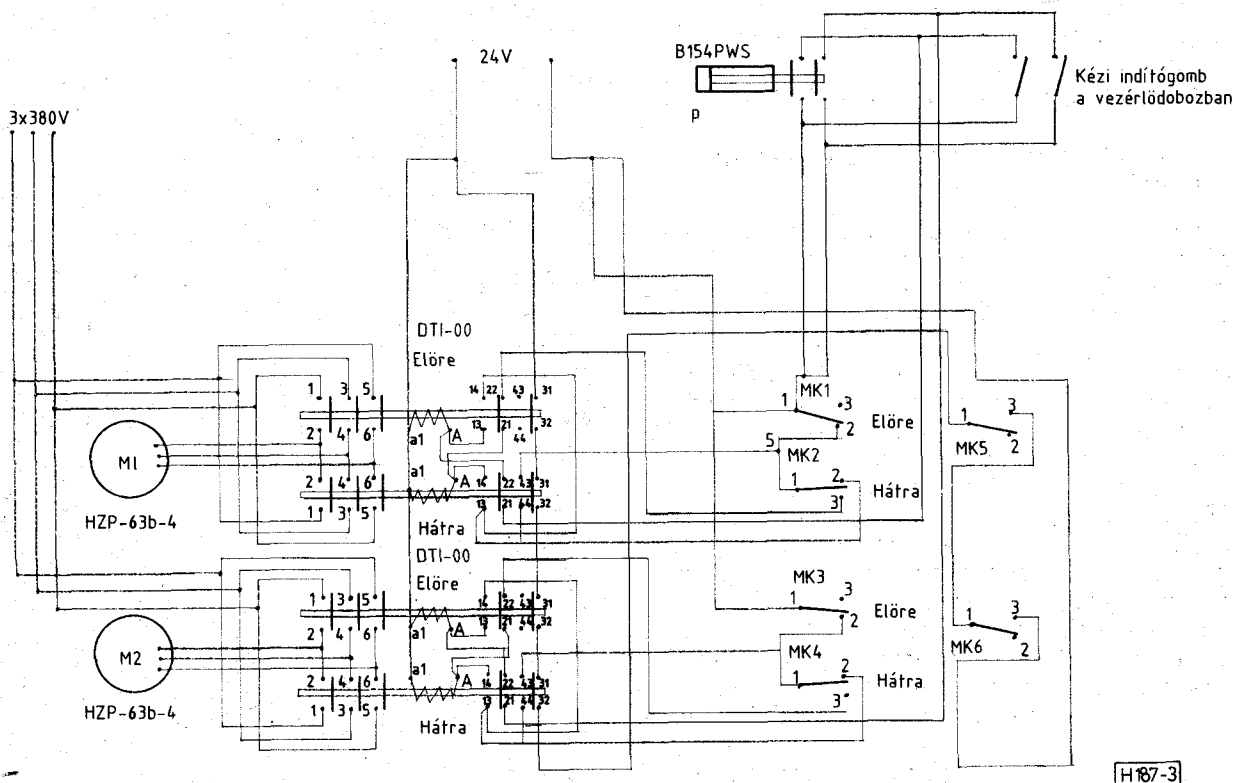 24V
B154PWS
p
Kézi indítógomb
a vezérlödobozban
3x380V
DTI-00
Elöre
1 3 5
14 22 43 31
MK1
1 3
2
Elöre
2 4 6
a1 A 13 21 44 32
5
MK2
1 2
3
Hátra
1 3
2
MK5
M1
HZP-63b-4
a1
2 4 6
A 14 22 43 31
1 3 5
13 21 44 32
Hátra
DTI-00
Elöre
1 3 5
14 22 43 31
MK3
1 3
2
Elöre
2 4 6
a1 A 13 21 44 32
MK4
1 2
3
Hátra
1 3
2
MK6
M2
HZP-63b-4
a1
2 4 6
A 14 22 43 31
1 3 5
13 21 44 32
Hátra
H187-3